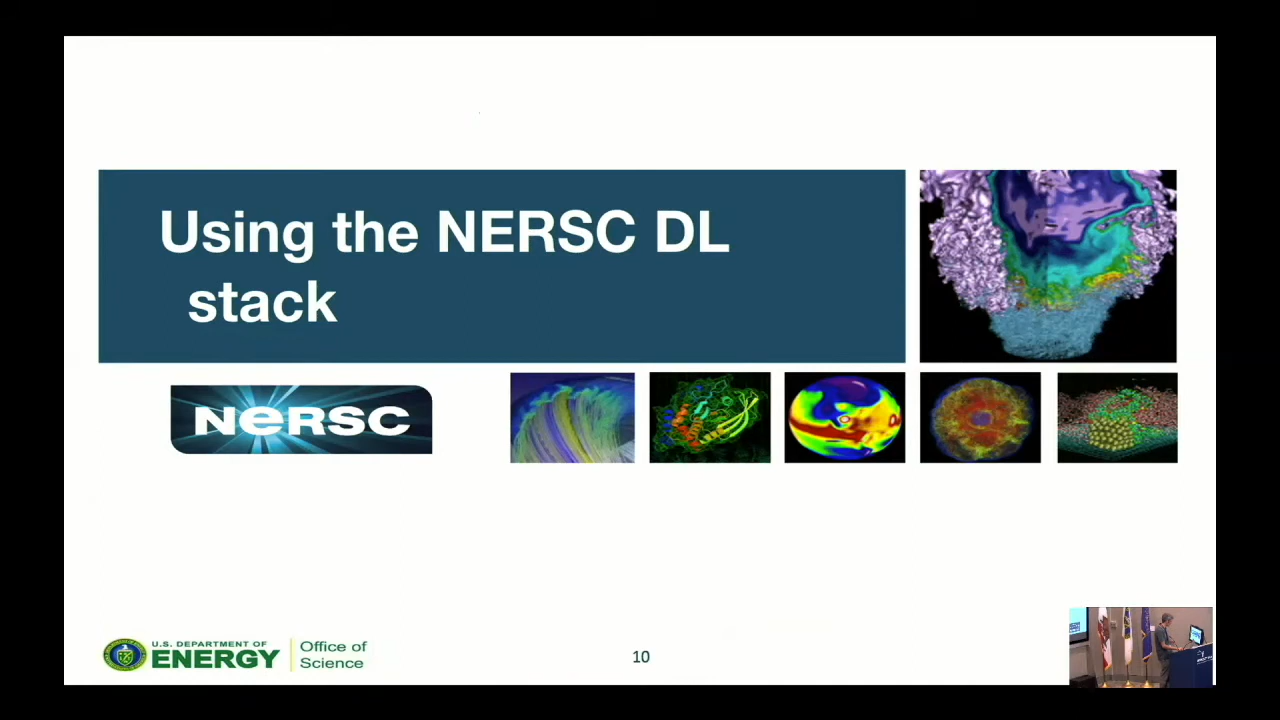 Using the NERSC DL
stack
NERSC
U.S. DEPARTMENT OF
ENERGY
Office of
Science
10